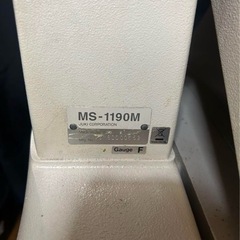 MS-1190M
JUKI CORPORATION
Gauge F